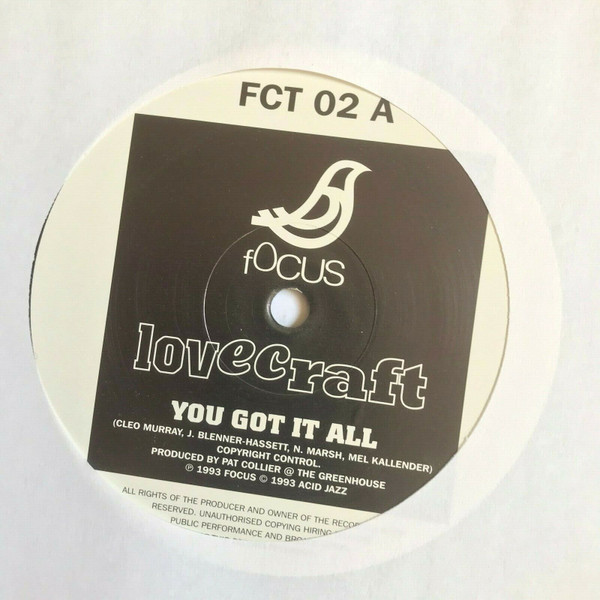 FCT 02 A
fOCUS
lovecraft
YOU GOT IT ALL
(CLEO MURRAY, J. BLENNER-HASSETT, N. MARSH, MEL KALLENDER)
COPYRIGHT CONTROL.
PRODUCED BY PAT COLLIER @ THE GREENHOUSE
℗ 1993 FOCUS © 1993 ACID JAZZ
ALL RIGHTS OF THE PRODUCER AND OWNER OF THE
RESERVED. UNAUTHORISED COPYING HIRING
PUBLIC PERFORMANCE AND